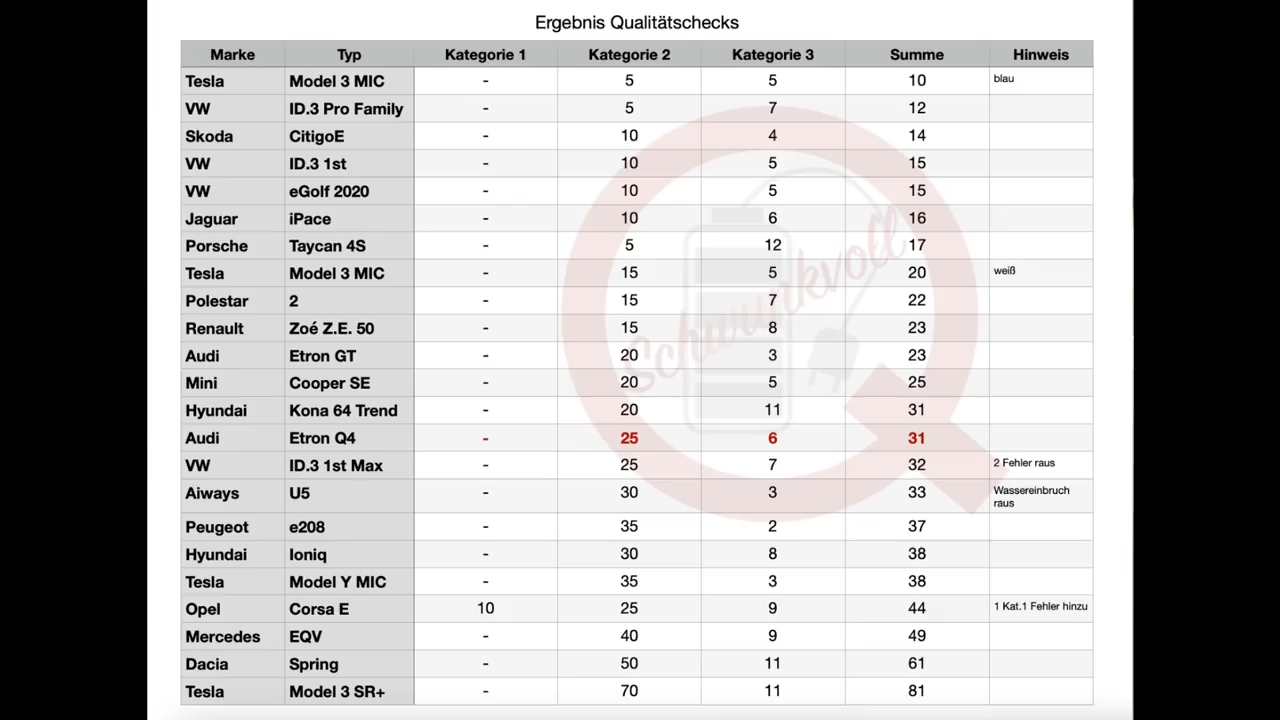 Ergebnis Qualitätschecks
Marke Typ Kategorie 1 Kategorie 2 Kategorie 3 Summe Hinweis
Tesla Model 3 MIC - 5 5 10 blau
VW ID.3 Pro Family - 5 7 12
Skoda CitigoE - 10 4 14
VW ID.3 1st - 10 5 15
VW eGolf 2020 - 10 5 15
Jaguar iPace - 10 6 16
Porsche Taycan 4S - 5 12 17
Tesla Model 3 MIC - 15 5 20 weiß
Polestar 2 - 15 7 22
Renault Zoé Z.E. 50 - 15 8 23
Audi Etron GT - 20 3 23
Mini Cooper SE - 20 5 25
Hyundai Kona 64 Trend - 20 11 31
Audi Etron Q4 - 25 6 31
VW ID.3 1st Max - 25 7 32 2 Fehler raus
Aiways U5 - 30 3 33 Wassereinbruch
raus
Peugeot e208 - 35 2 37
Hyundai Ioniq - 30 8 38
Tesla Model Y MIC - 35 3 38
Opel Corsa E 10 25 9 44 1 Kat.1 Fehler hinzu
Mercedes EQV - 40 9 49
Dacia Spring - 50 11 61
Tesla Model 3 SR+ - 70 11 81
Schwunkvoll